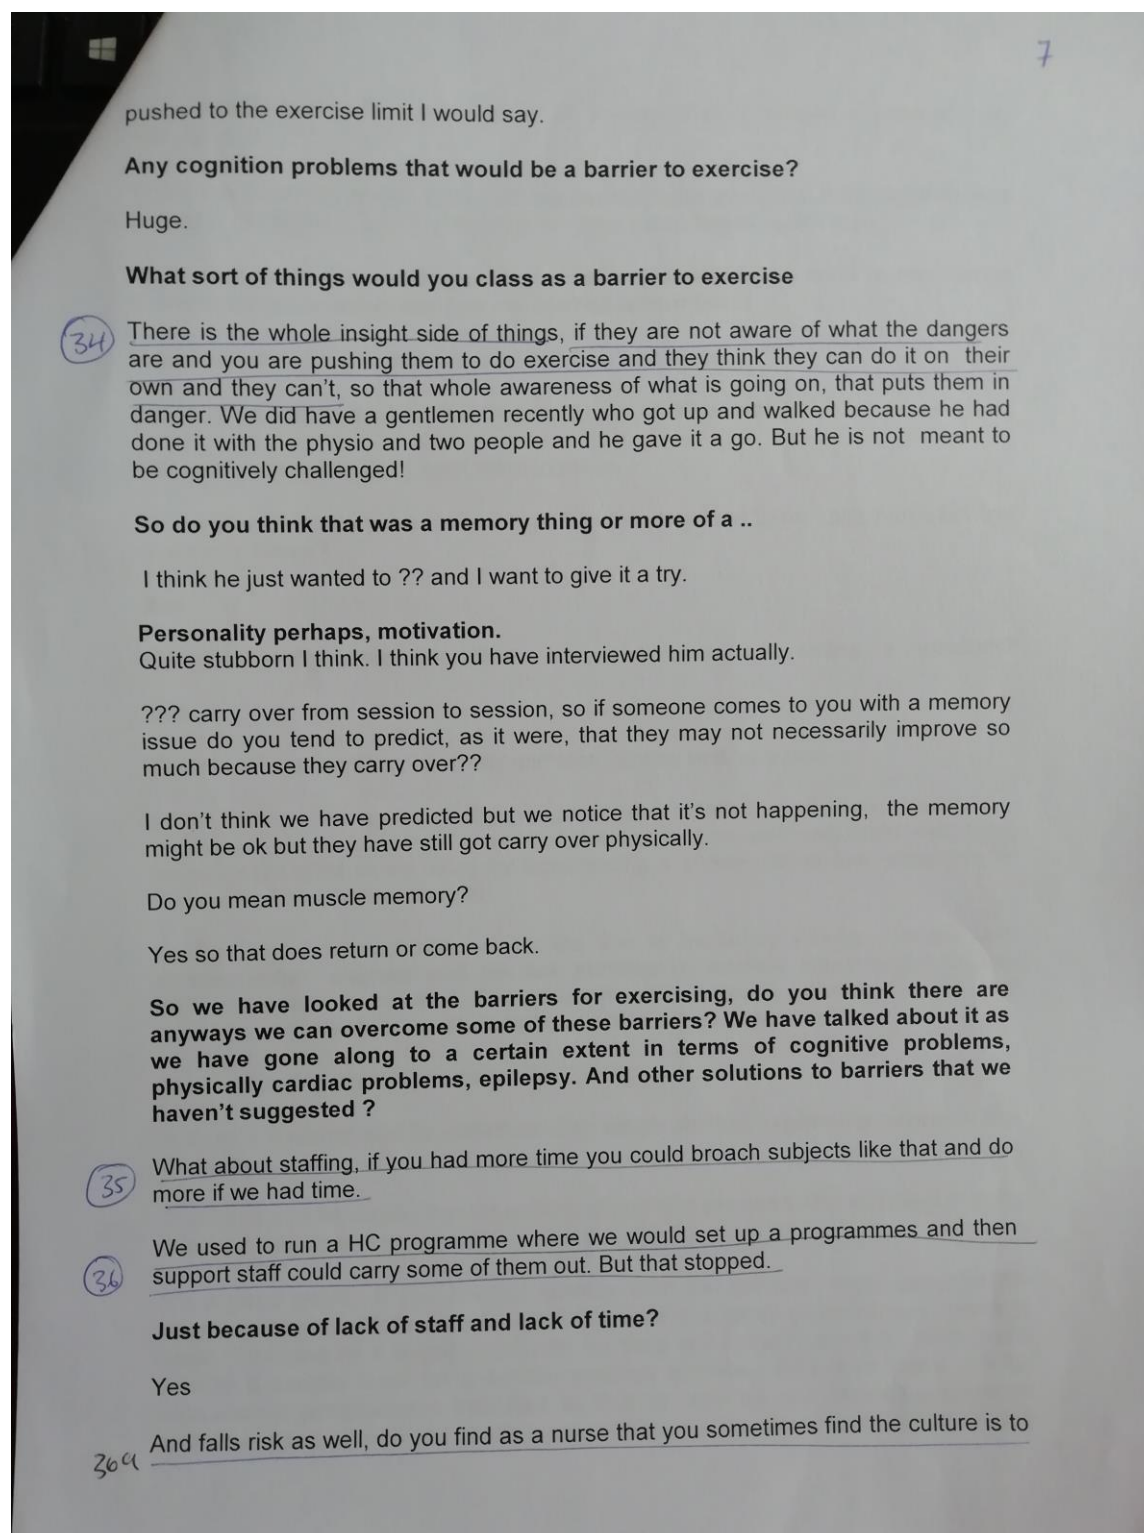 7
pushed to the exercise limit I would say.
Any cognition problems that would be a barrier to exercise?
Huge.
What sort of things would you class as a barrier to exercise
34 There is the whole insight side of things, if they are not aware of what the dangers
are and you are pushing them to do exercise and they think they can do it on their
own and they can't, so that whole awareness of what is going on, that puts them in
danger. We did have a gentlemen recently who got up and walked because he had
done it with the physio and two people and he gave it a go. But he is not meant to
be cognitively challenged!
So do you think that was a memory thing or more of a ..
I think he just wanted to ?? and I want to give it a try.
Personality perhaps, motivation.
Quite stubborn I think. I think you have interviewed him actually.
??? carry over from session to session, so if someone comes to you with a memory
issue do you tend to predict, as it were, that they may not necessarily improve so
much because they carry over??
I don't think we have predicted but we notice that it's not happening, the memory
might be ok but they have still got carry over physically.
Do you mean muscle memory?
Yes so that does return or come back.
So we have looked at the barriers for exercising, do you think there are
anyways we can overcome some of these barriers? We have talked about it as
we have gone along to a certain extent in terms of cognitive problems,
physically cardiac problems, epilepsy. And other solutions to barriers that we
haven't suggested ?
35 What about staffing, if you had more time you could broach subjects like that and do
more if we had time.
We used to run a HC programme where we would set up a programmes and then
36 support staff could carry some of them out. But that stopped.
Just because of lack of staff and lack of time?
Yes
36a And falls risk as well, do you find as a nurse that you sometimes find the culture is to